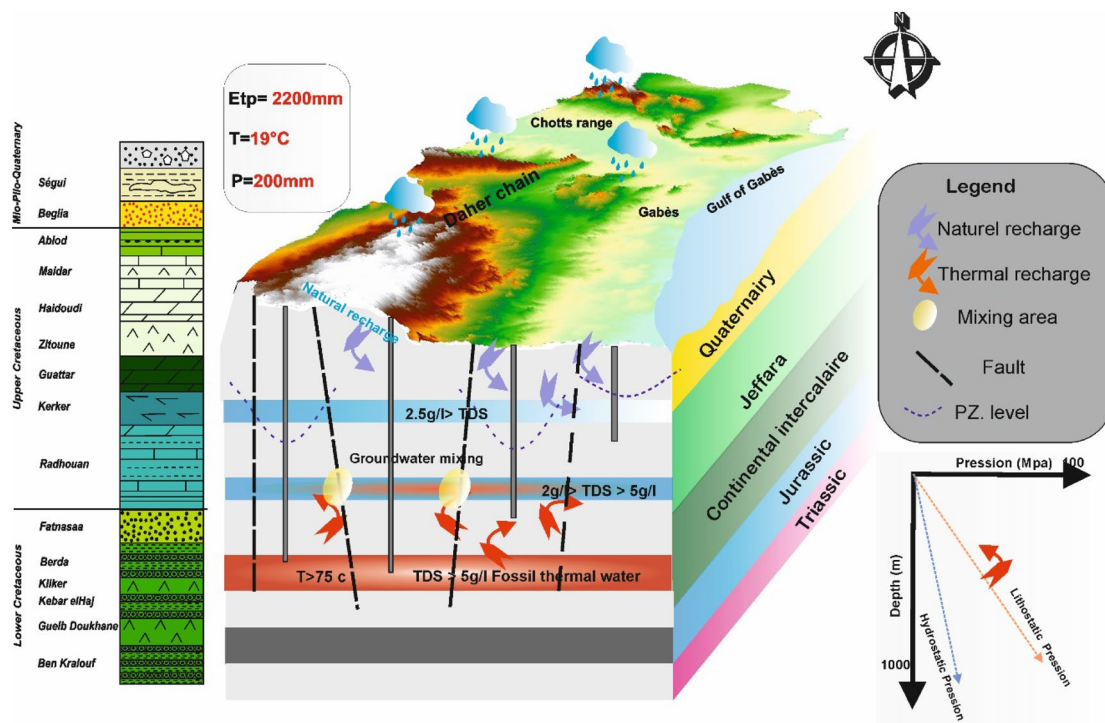 N
Etp= 2200mm
T=19°C
P=200mm
Chotts range
Daher chain
Gabès
Gulf of Gabès
Natural recharge
Mio-Plio-Quaternary
Ségui
Beglia
Upper Cretaceous
Abiod
Maidar
Haidoudi
Zitoune
Guattar
Kerker
Radhouan
Lower Cretaceous
Fatnasaa
Berda
Kliker
Kebar elHaj
Guelb Doukhane
Ben Kralouf
2.5g/l> TDS
Groundwater mixing
2g/l> TDS > 5g/l
T>75 c
TDS > 5g/l Fossil thermal water
Quaternairy
Jeffara
Continental intercalaire
Jurassic
Triassic
Legend
Naturel recharge
Thermal recharge
Mixing area
Fault
PZ. level
Pression (Mpa)
Depth (m)
1000
Hydrostatic Pression
Lithostatic Pression